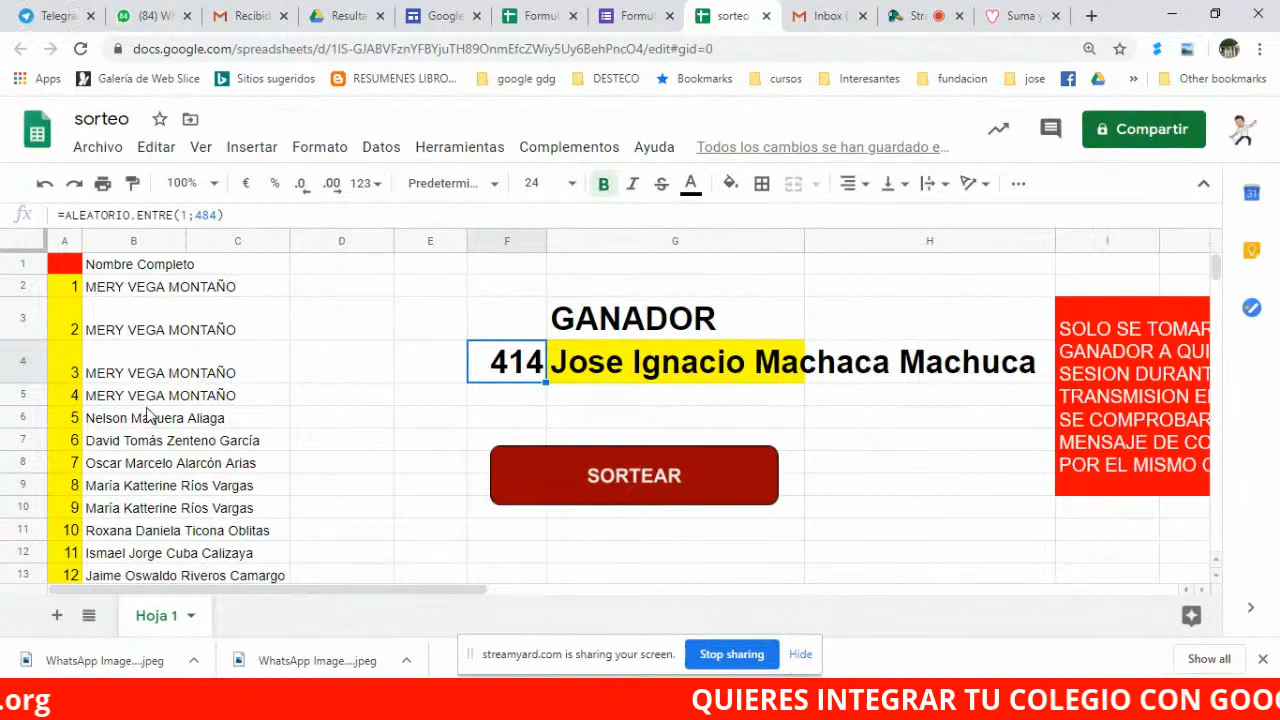 Telegra
(84) W
Recibid
Resulta
Google
Formul
Formul
sorteo
Inbox (
Stre
Suma y
docs.google.com/spreadsheets/d/1IS-GJABVFznYFBYjuTH89OnmEfcZWiy5Uy6BehPncO4/edit#gid=0
Apps
Galería de Web Slice
Sitios sugeridos
RESUMENES LIBRO...
google gdg
DESTECO
Bookmarks
cursos
Interesantes
fundacion
jose
Other bookmarks
sorteo
Archivo Editar Ver Insertar Formato Datos Herramientas Complementos Ayuda Todos los cambios se han guardado e...
Compartir
100% € % .0 .00 123 Predetermi... 24 B I S A
fx =ALEATORIO.ENTRE(1;484)
A B C D E F G H I
1 Nombre Completo
2 1 MERY VEGA MONTAÑO
3 2 MERY VEGA MONTAÑO
4 3 MERY VEGA MONTAÑO
5 4 MERY VEGA MONTAÑO
6 5 Nelson Maquera Aliaga
7 6 David Tomás Zenteno García
8 7 Oscar Marcelo Alarcón Arias
9 8 María Katterine Ríos Vargas
10 9 María Katterine Ríos Vargas
11 10 Roxana Daniela Ticona Oblitas
12 11 Ismael Jorge Cuba Calizaya
13 12 Jaime Oswaldo Riveros Camargo
GANADOR
414 Jose Ignacio Machaca Machuca
SORTEAR
SOLO SE TOMAR
GANADOR A QUI
SESION DURANT
TRANSMISION E
SE COMPROBAR
MENSAJE DE CO
POR EL MISMO
Hoja 1
WhatsApp Image....jpeg
WhatsApp Image....jpeg
streamyard.com is sharing your screen.
Stop sharing
Hide
Show all
.org
QUIERES INTEGRAR TU COLEGIO CON GOO